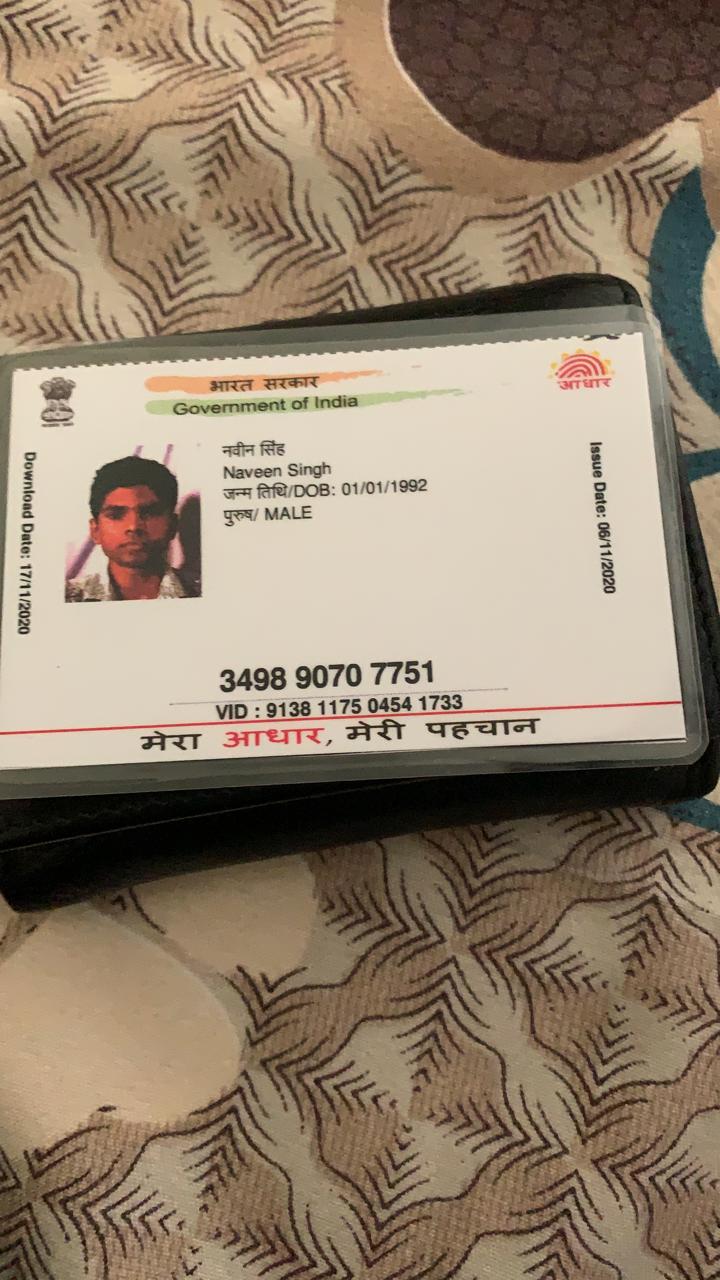 भारत सरकार
Government of India
आधार
Download Date: 17/11/2020
नवीन सिंह
Naveen Singh
जन्म तिथि/DOB: 01/01/1992
पुरुष/ MALE
Issue Date: 06/11/2020
3498 9070 7751
VID : 9138 1175 0454 1733
मेरा आधार, मेरी पहचान